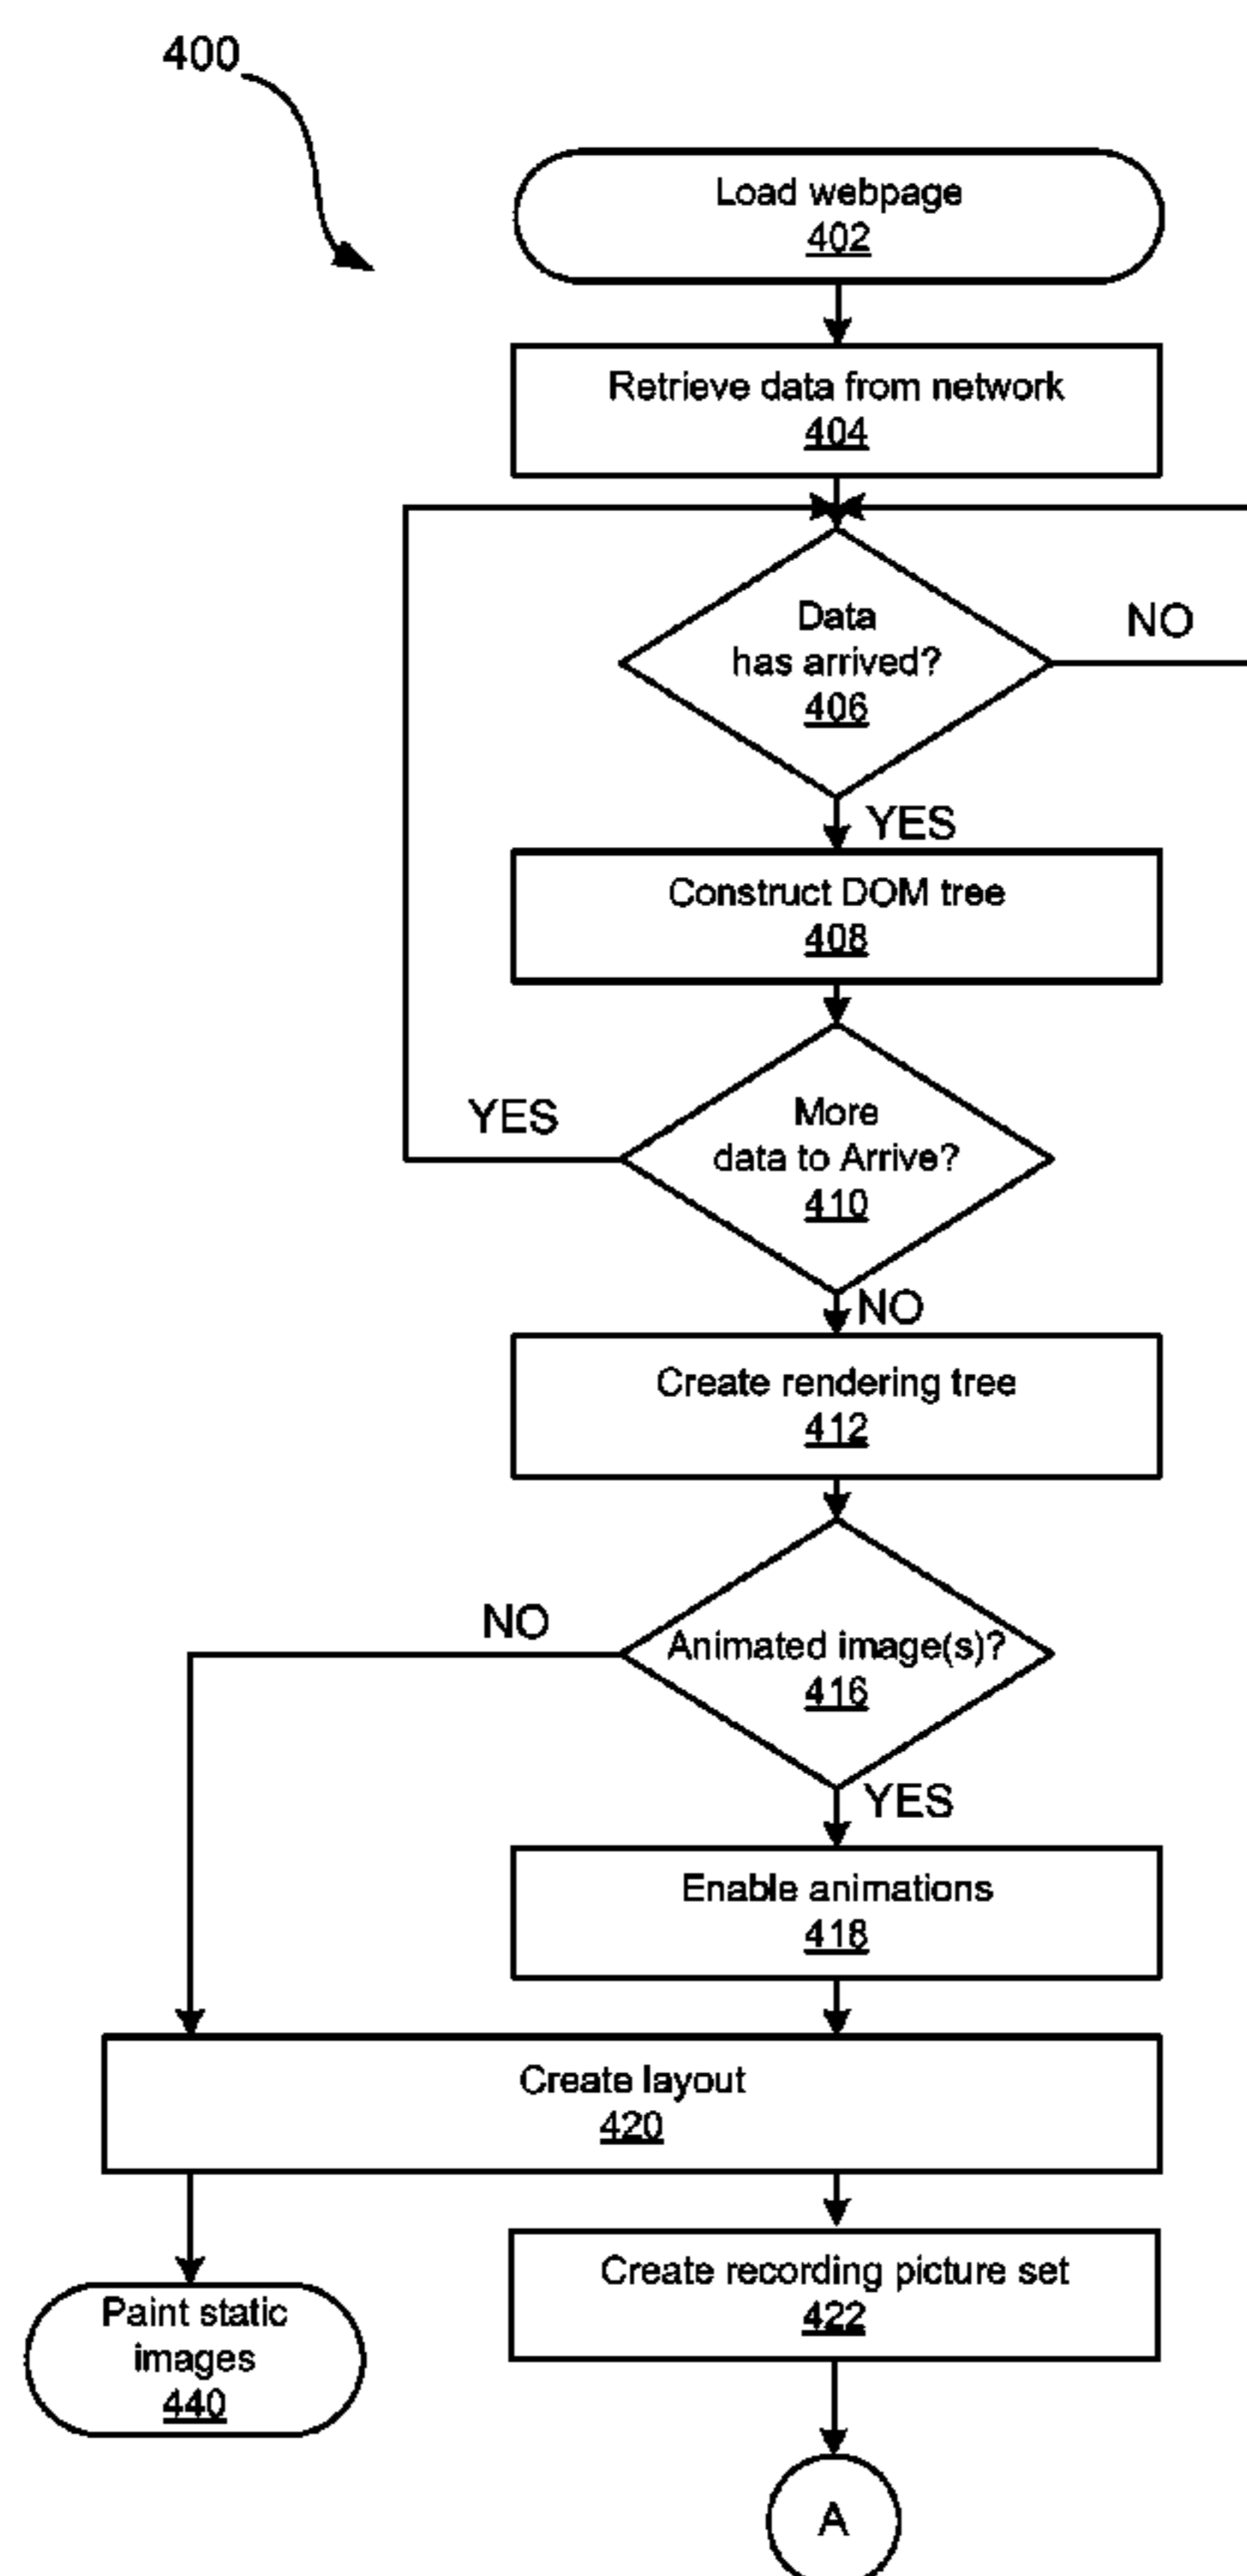 400
Load webpage
402
Retrieve data from network
404
Data
has arrived?
406
NO
YES
Construct DOM tree
408
More
data to Arrive?
410
YES
NO
Create rendering tree
412
Animated image(s)?
416
NO
YES
Enable animations
418
Create layout
420
Create recording picture set
422
Paint static
images
440
A